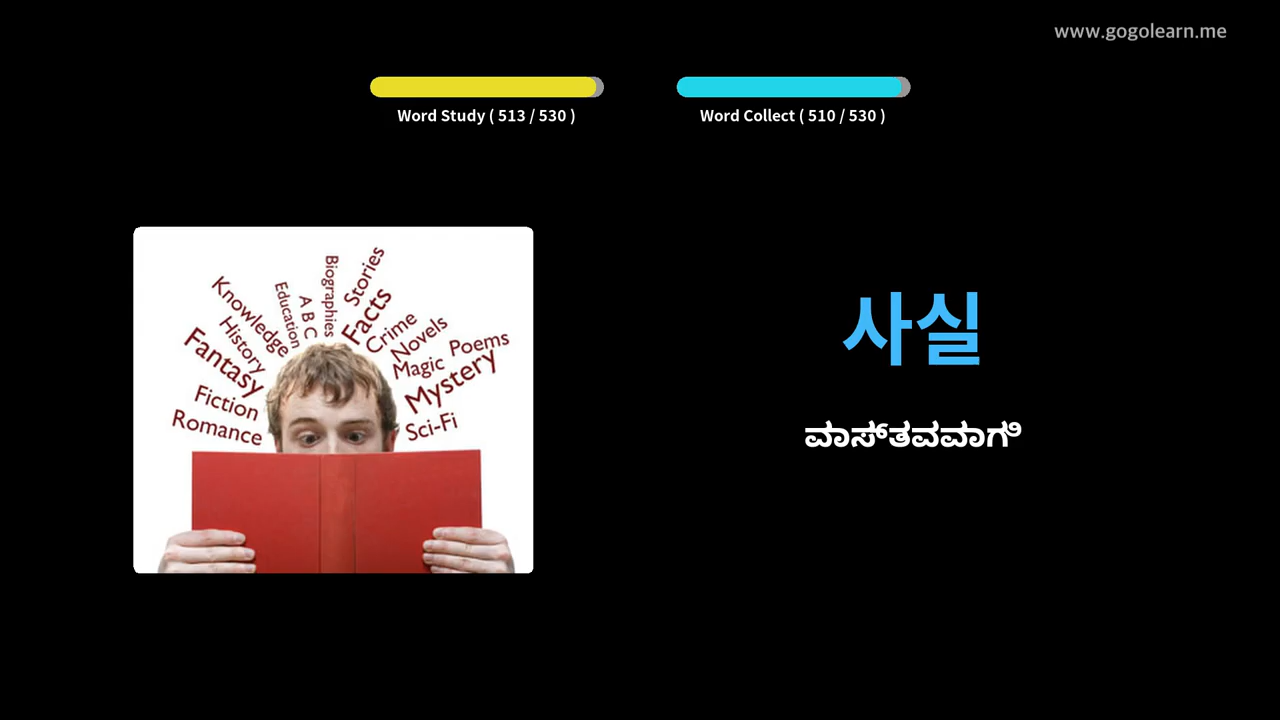 www.gogolearn.me
Word Study ( 513 / 530 )
Word Collect ( 510 / 530 )
Stories
Biographies
Facts
A B C
Education
Knowledge
Crime
History
Novels
Poems
Fantasy
Magic
Mystery
Fiction
Sci-Fi
Romance
사실
ವಾಸ್ತವವಾಗಿ